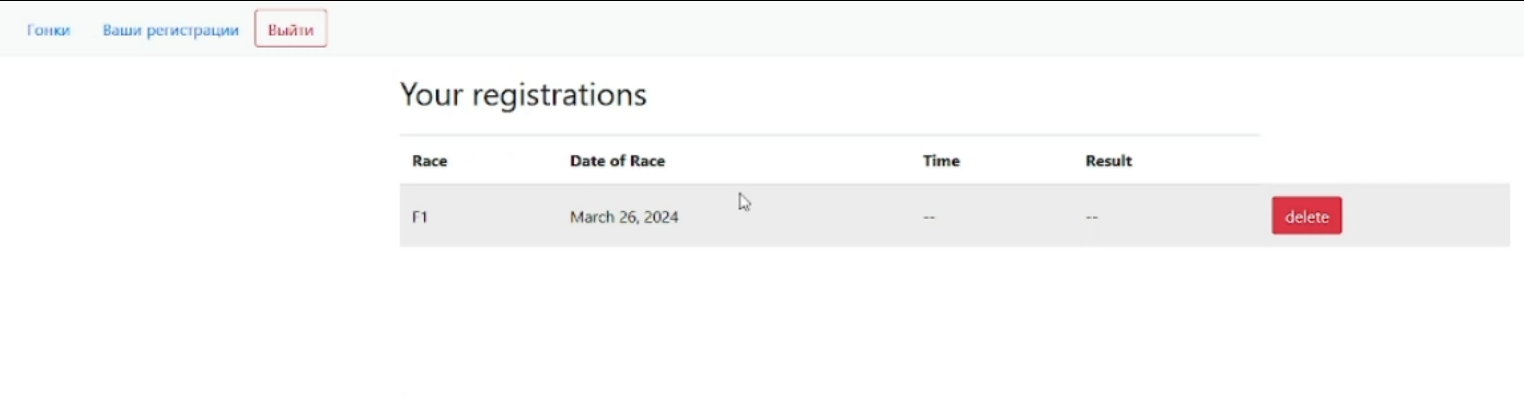 Гонки Ваши регистрации Выйти
Your registrations
Race Date of Race Time Result
F1 March 26, 2024 -- -- delete